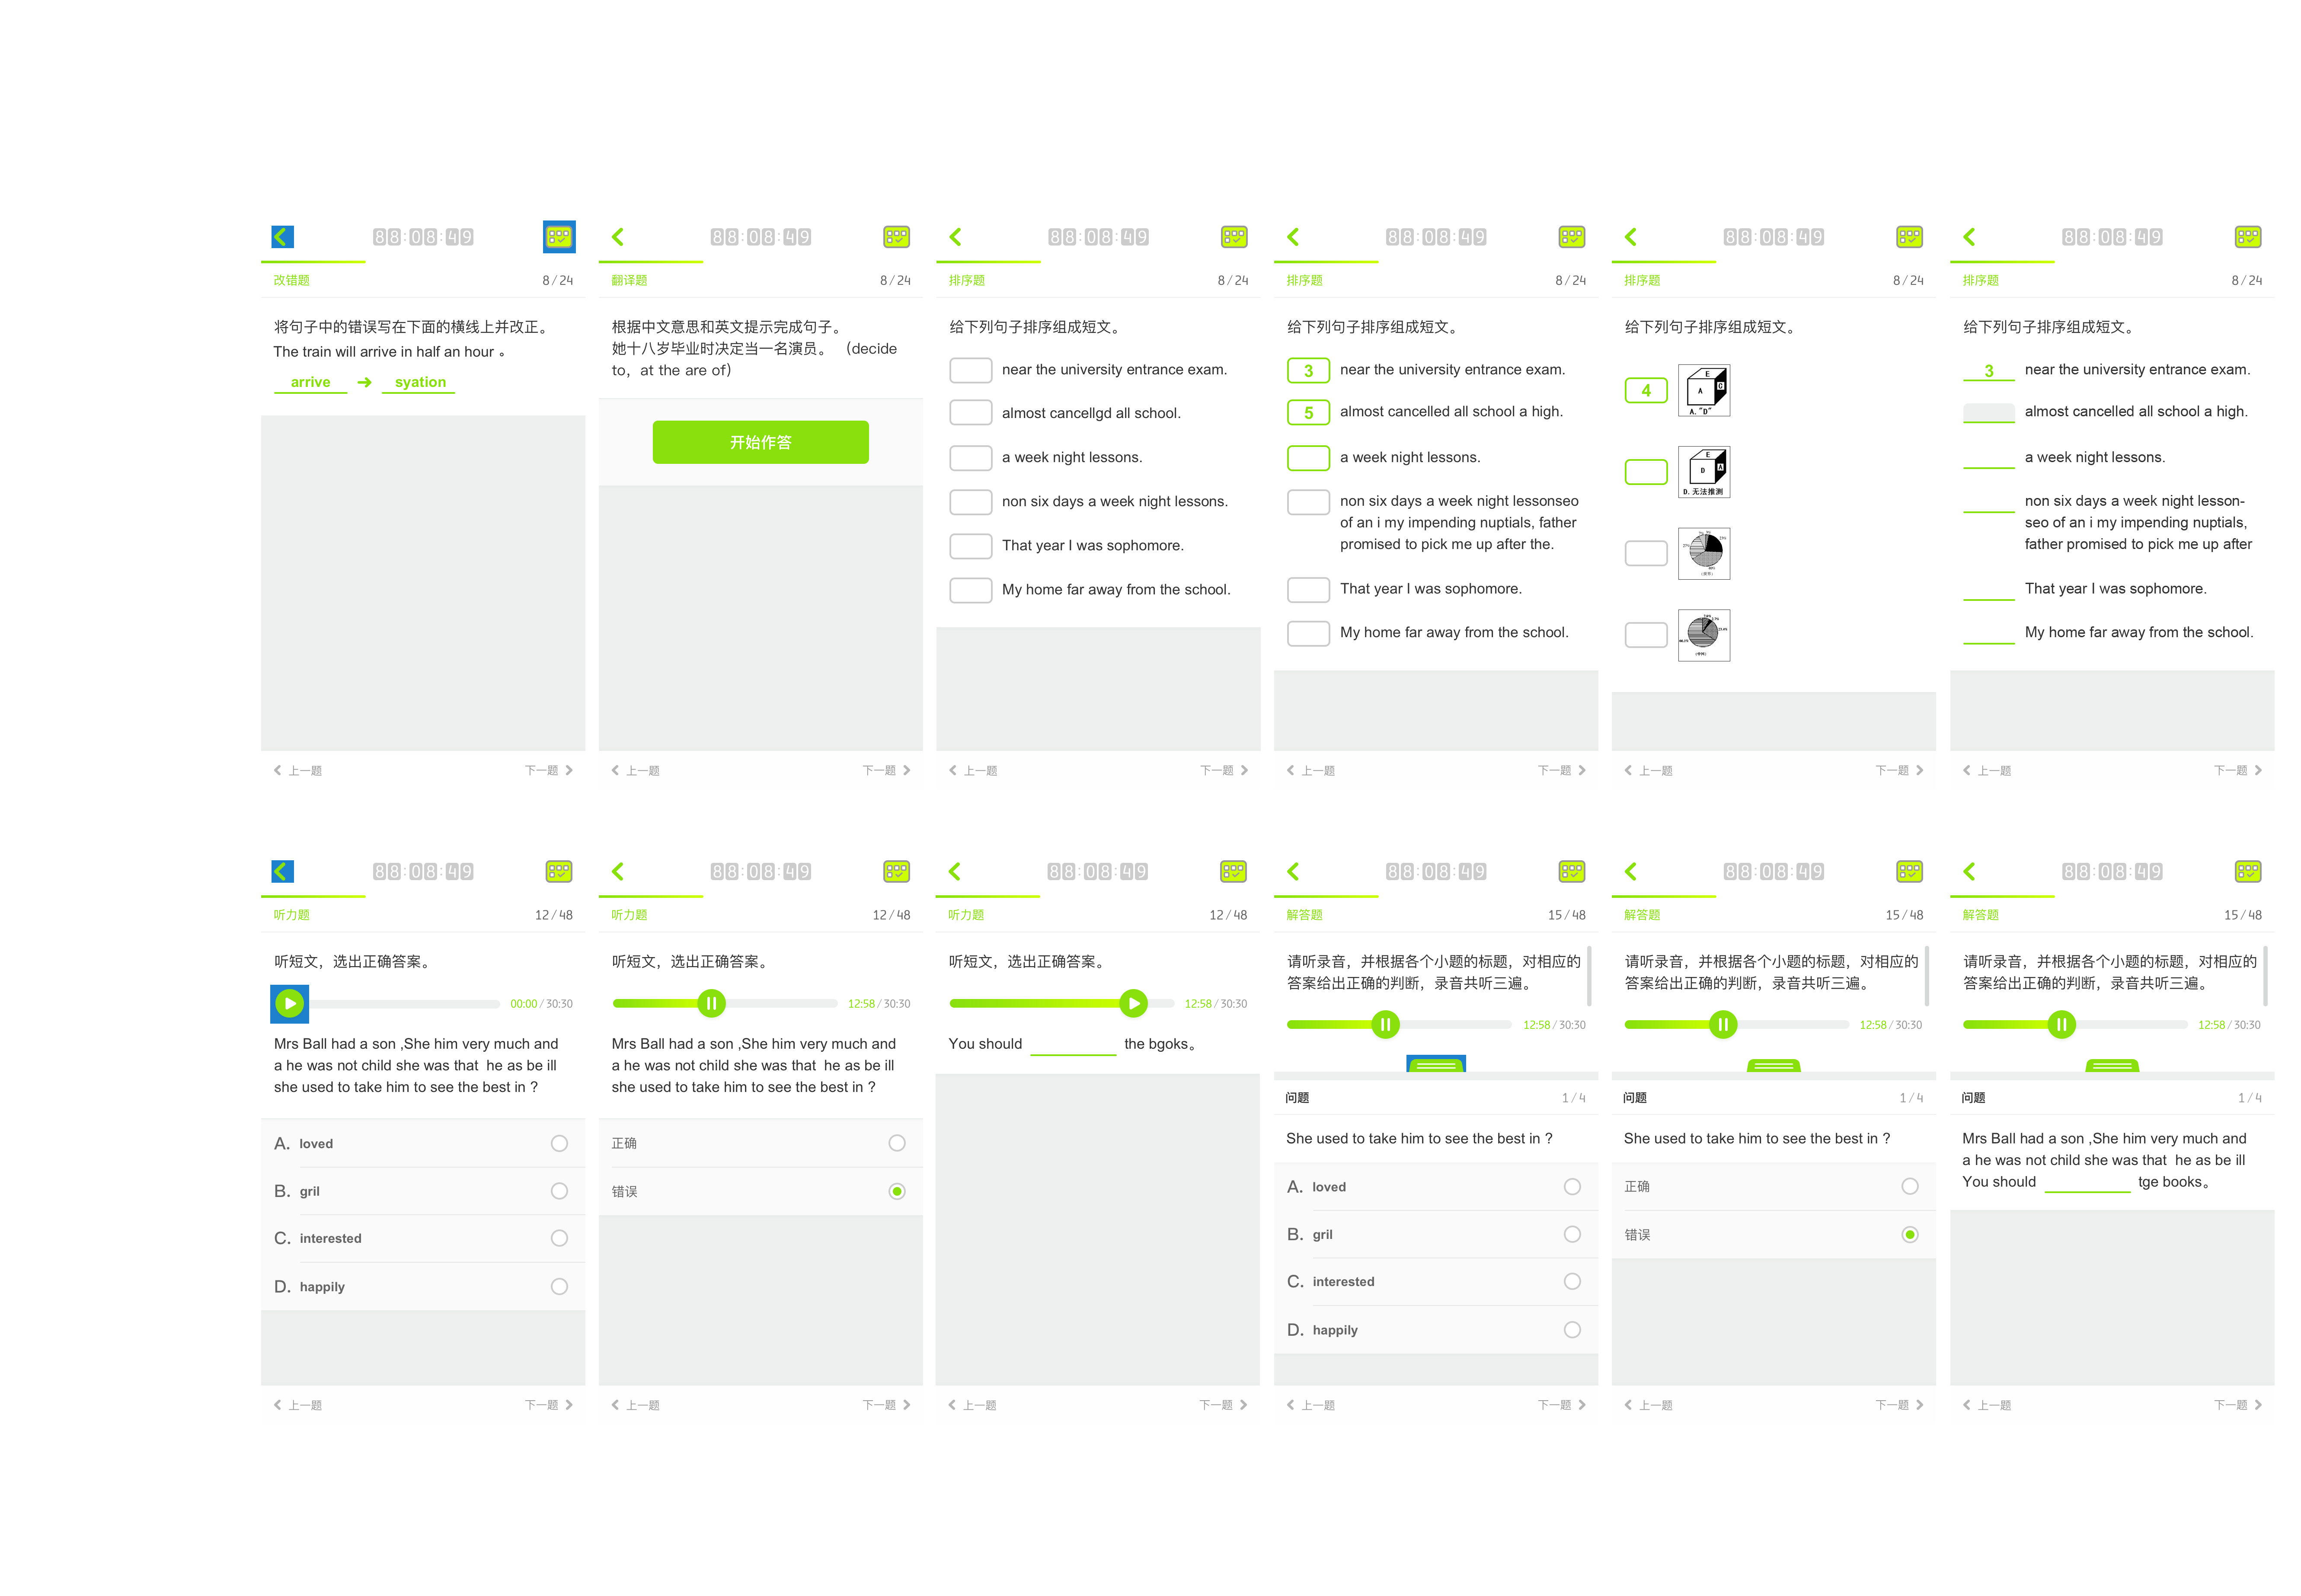 88:08:49
改错题 8/24
将句子中的错误写在下面的横线上并改正。
The train will arrive in half an hour 。
arrive → syation
上一题 下一题
88:08:49
翻译题 8/24
根据中文意思和英文提示完成句子。
她十八岁毕业时决定当一名演员。（decide
to，at the are of）
开始作答
上一题 下一题
88:08:49
排序题 8/24
给下列句子排序组成短文。
near the university entrance exam.
almost cancellgd all school.
a week night lessons.
non six days a week night lessons.
That year I was sophomore.
My home far away from the school.
上一题 下一题
88:08:49
排序题 8/24
给下列句子排序组成短文。
3 near the university entrance exam.
5 almost cancelled all school a high.
a week night lessons.
non six days a week night lessonseo
of an i my impending nuptials, father
promised to pick me up after the.
That year I was sophomore.
My home far away from the school.
上一题 下一题
88:08:49
排序题 8/24
给下列句子排序组成短文。
4
E
A G
A. "D"
E
D A
D. 无法推测
上一题 下一题
88:08:49
排序题 8/24
给下列句子排序组成短文。
3 near the university entrance exam.
almost cancelled all school a high.
a week night lessons.
non six days a week night lesson-
seo of an i my impending nuptials,
father promised to pick me up after
That year I was sophomore.
My home far away from the school.
上一题 下一题
88:08:49
听力题 12/48
听短文，选出正确答案。
00:00/30:30
Mrs Ball had a son ,She him very much and
a he was not child she was that he as be ill
she used to take him to see the best in ?
A. loved
B. gril
C. interested
D. happily
上一题 下一题
88:08:49
听力题 12/48
听短文，选出正确答案。
12:58/30:30
Mrs Ball had a son ,She him very much and
a he was not child she was that he as be ill
she used to take him to see the best in ?
正确
错误
上一题 下一题
88:08:49
听力题 12/48
听短文，选出正确答案。
12:58/30:30
You should ________ the bgoks。
上一题 下一题
88:08:49
解答题 15/48
请听录音，并根据各个小题的标题，对相应的
答案给出正确的判断，录音共听三遍。
12:58/30:30
问题 1/4
She used to take him to see the best in ?
A. loved
B. gril
C. interested
D. happily
上一题 下一题
88:08:49
解答题 15/48
请听录音，并根据各个小题的标题，对相应的
答案给出正确的判断，录音共听三遍。
12:58/30:30
问题 1/4
She used to take him to see the best in ?
正确
错误
上一题 下一题
88:08:49
解答题 15/48
请听录音，并根据各个小题的标题，对相应的
答案给出正确的判断，录音共听三遍。
12:58/30:30
问题 1/4
Mrs Ball had a son ,She him very much and
a he was not child she was that he as be ill
You should ________ tge books。
上一题 下一题